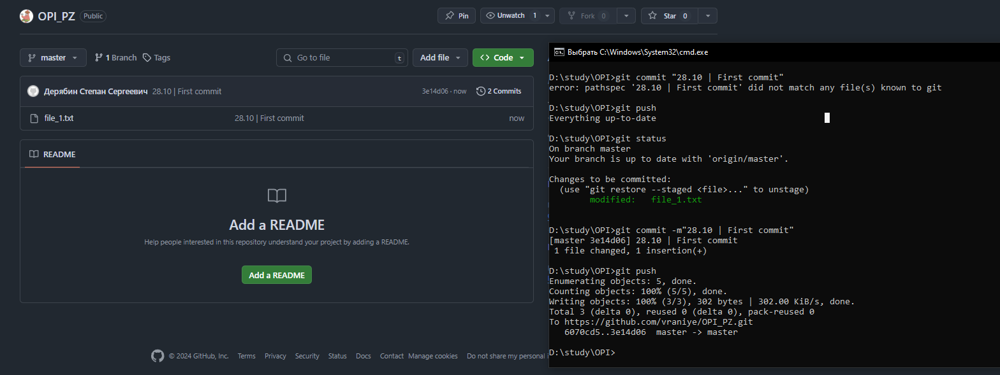 OPI_PZ Public
Pin
Unwatch 1
Fork 0
Star 0
master
1 Branch
Tags
Go to file t
Add file
Code
Дерябин Степан Сергеевич 28.10 | First commit
3e14d06 · now
2 Commits
file_1.txt 28.10 | First commit now
README
Add a README
Help people interested in this repository understand your project by adding a README.
Add a README
© 2024 GitHub, Inc. Terms Privacy Security Status Docs Contact Manage cookies Do not share my personal
Выбрать C:\Windows\System32\cmd.exe
D:\study\OPI>git commit "28.10 | First commit"
error: pathspec '28.10 | First commit' did not match any file(s) known to git
D:\study\OPI>git push
Everything up-to-date
D:\study\OPI>git status
On branch master
Your branch is up to date with 'origin/master'.
Changes to be committed:
(use "git restore --staged <file>..." to unstage)
modified: file_1.txt
D:\study\OPI>git commit -m"28.10 | First commit"
[master 3e14d06] 28.10 | First commit
1 file changed, 1 insertion(+)
D:\study\OPI>git push
Enumerating objects: 5, done.
Counting objects: 100% (5/5), done.
Writing objects: 100% (3/3), 302 bytes | 302.00 KiB/s, done.
Total 3 (delta 0), reused 0 (delta 0), pack-reused 0
To https://github.com/vraniye/OPI_PZ.git
6070cd5..3e14d06 master -> master
D:\study\OPI>